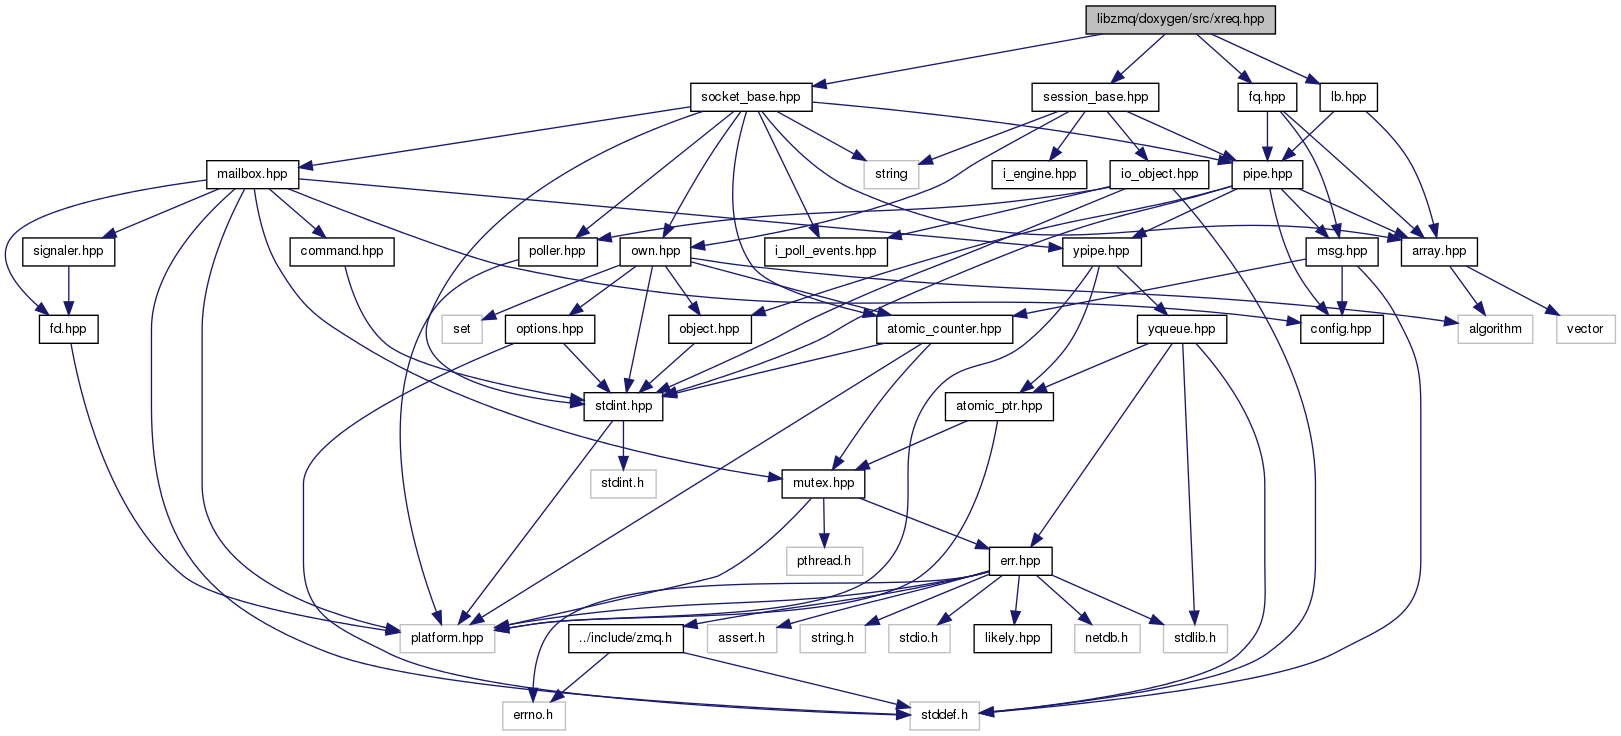 libzmq/doxygen/src/xreq.hpp
socket_base.hpp
session_base.hpp
fq.hpp
lb.hpp
mailbox.hpp
string
i_engine.hpp
io_object.hpp
pipe.hpp
signaler.hpp
command.hpp
poller.hpp
own.hpp
i_poll_events.hpp
ypipe.hpp
msg.hpp
array.hpp
fd.hpp
set
options.hpp
object.hpp
atomic_counter.hpp
yqueue.hpp
config.hpp
algorithm
vector
stdint.hpp
atomic_ptr.hpp
stdint.h
mutex.hpp
pthread.h
err.hpp
platform.hpp
../include/zmq.h
assert.h
string.h
stdio.h
likely.hpp
netdb.h
stdlib.h
errno.h
stddef.h